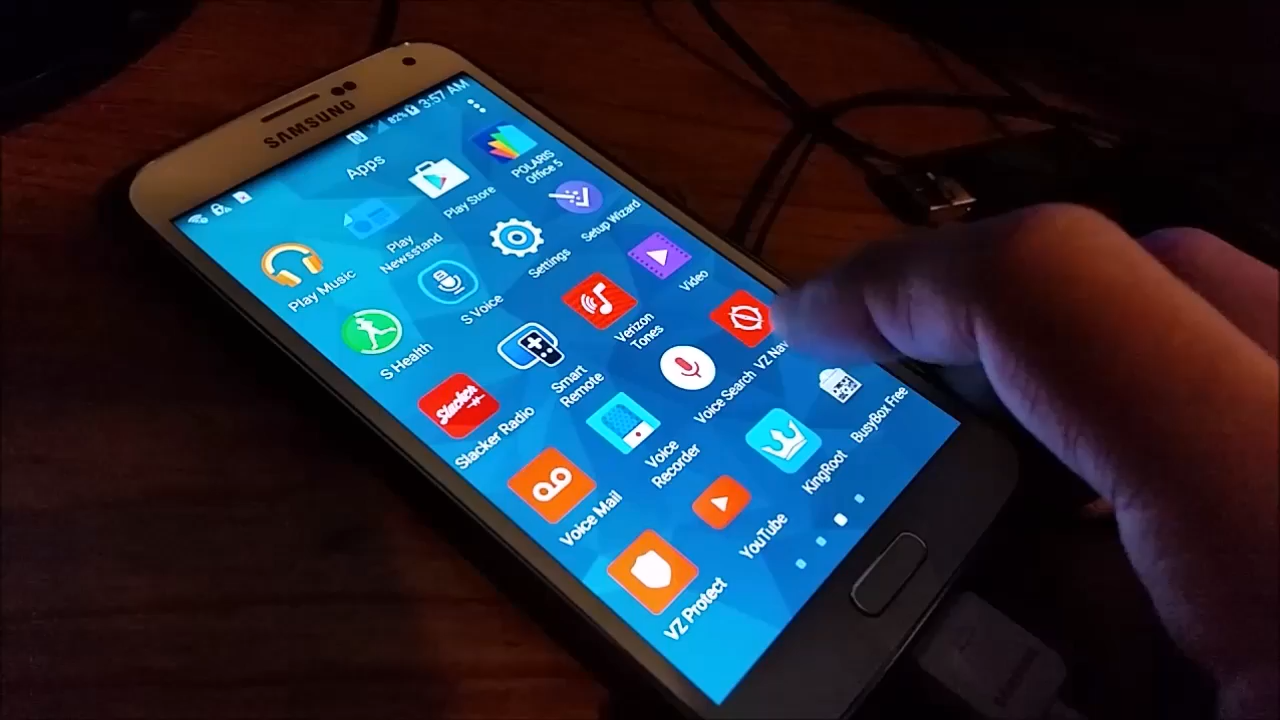 SAMSUNG
82% 3:57 AM
Apps
Play Music
Play
Newsstand
Play Store
POLARIS
Office 5
S Health
S Voice
Settings
Setup Wizard
Slacker
Slacker Radio
Smart
Remote
Verizon
Tones
Video
Voice Mail
Voice
Recorder
Voice Search
VZ Nav
VZ Protect
YouTube
KingRoot
BusyBox Free